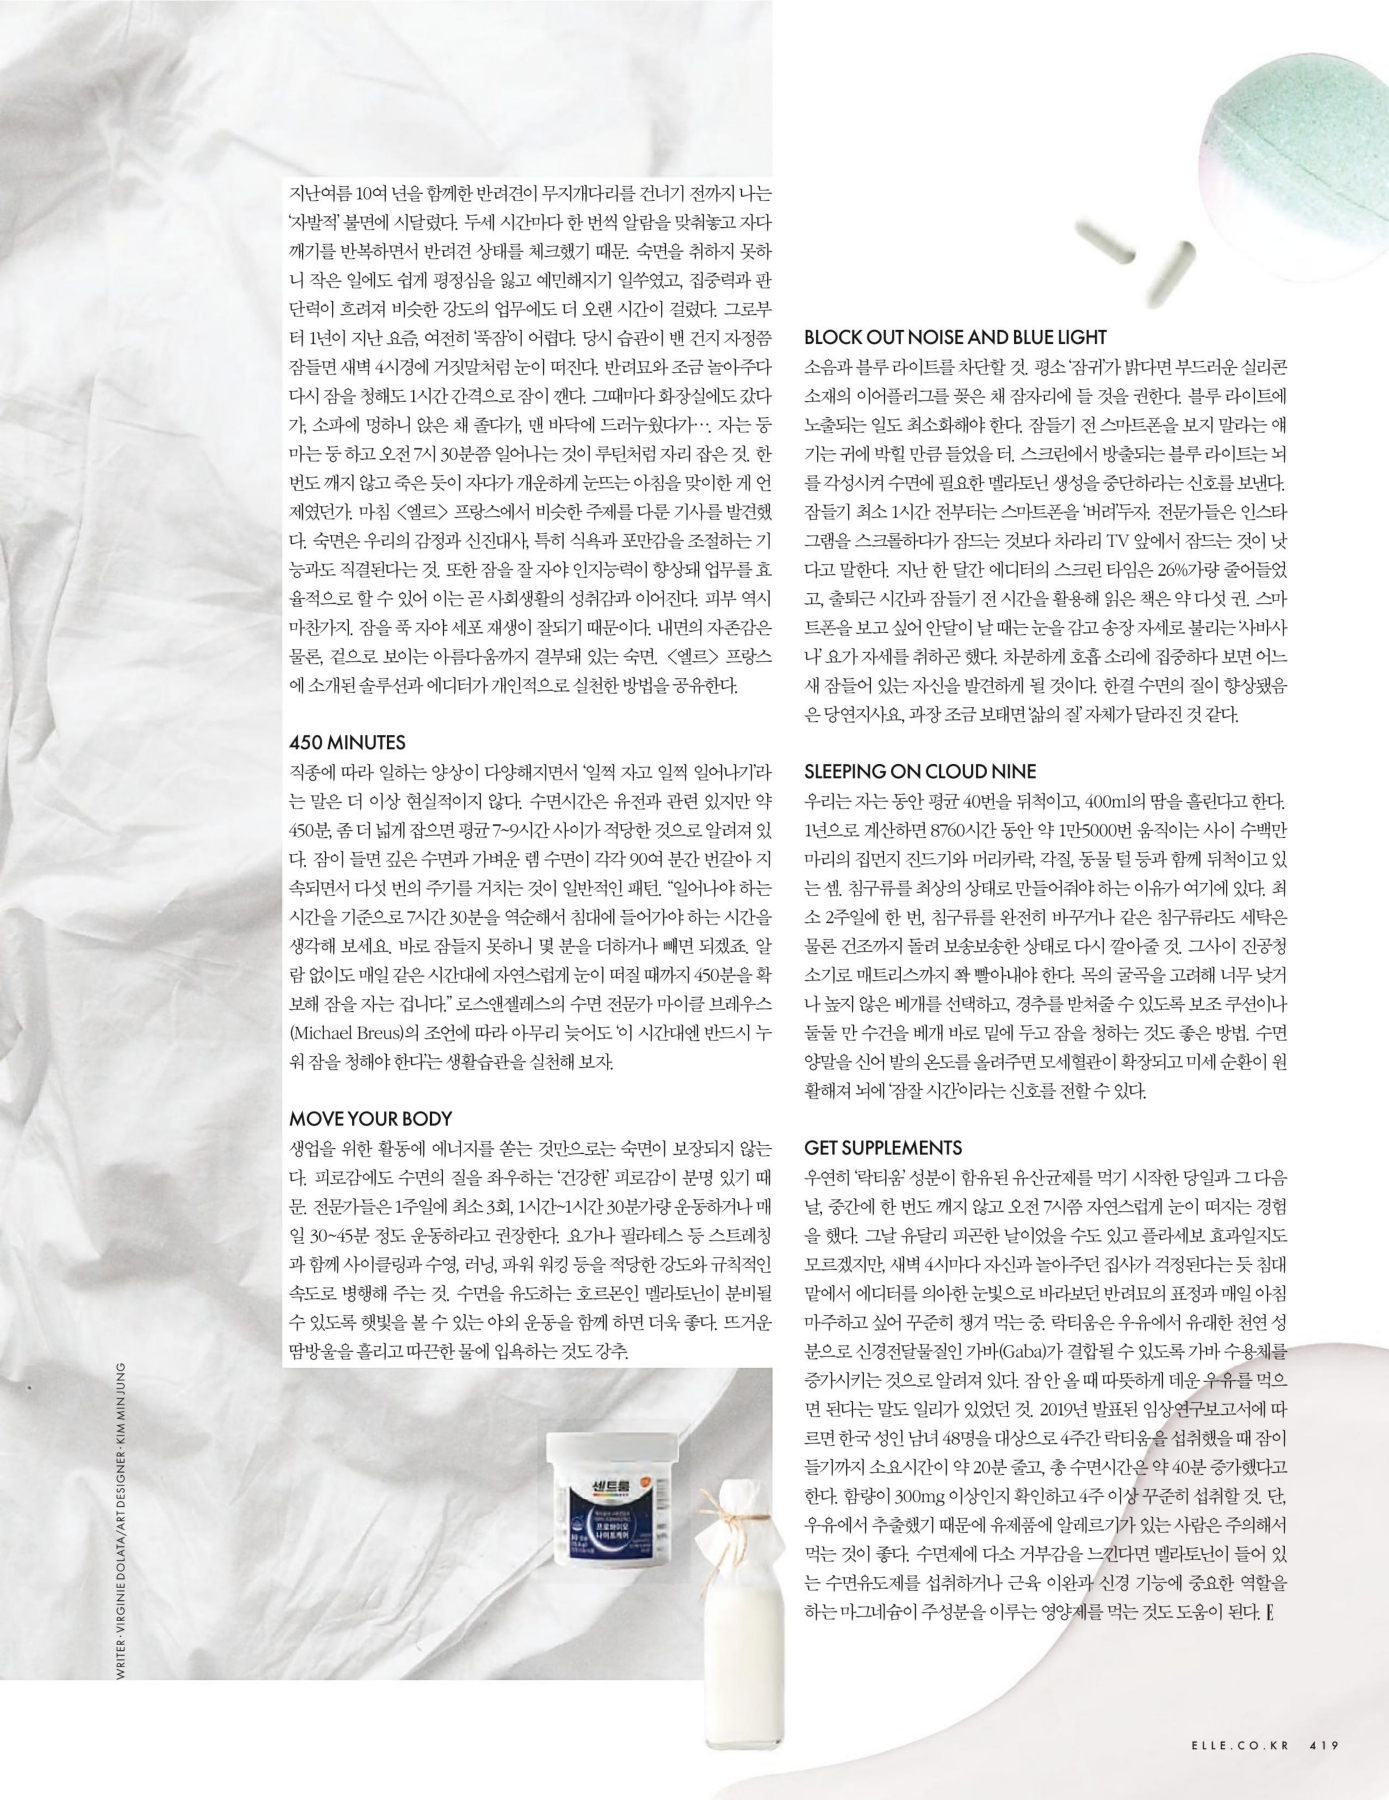 지난여름 10여 년을 함께한 반려견이 무지개다리를 건너기 전까지 나는
‘자발적’ 불면에 시달렸다. 두세 시간마다 한 번씩 알람을 맞춰놓고 자다
깨기를 반복하면서 반려견 상태를 체크했기 때문. 숙면을 취하지 못하
니 작은 일에도 쉽게 평정심을 잃고 예민해지기 일쑤였고, 집중력과 판
단력이 흐려져 비슷한 강도의 업무에도 더 오랜 시간이 걸렸다. 그로부
터 1년이 지난 요즘, 여전히 ‘푹잠’이 어렵다. 당시 습관이 밴 건지 자정쯤
잠들면 새벽 4시경에 거짓말처럼 눈이 떠진다. 반려묘와 조금 놀아주다
다시 잠을 청해도 1시간 간격으로 잠이 깬다. 그때마다 화장실에도 갔다
가, 소파에 멍하니 앉은 채 졸다가, 맨 바닥에 드러누웠다가…. 자는 둥
마는 둥 하고 오전 7시 30분쯤 일어나는 것이 루틴처럼 자리 잡은 것. 한
번도 깨지 않고 죽은 듯이 자다가 개운하게 눈뜨는 아침을 맞이한 게 언
제였던가. 마침 <엘르> 프랑스에서 비슷한 주제를 다룬 기사를 발견했
다. 숙면은 우리의 감정과 신진대사, 특히 식욕과 포만감을 조절하는 기
능과도 직결된다는 것. 또한 잠을 잘 자야 인지능력이 향상돼 업무를 효
율적으로 할 수 있어 이는 곧 사회생활의 성취감과 이어진다. 피부 역시
마찬가지. 잠을 푹 자야 세포 재생이 잘되기 때문이다. 내면의 자존감은
물론, 겉으로 보이는 아름다움까지 결부돼 있는 숙면. <엘르> 프랑스
에 소개된 솔루션과 에디터가 개인적으로 실천한 방법을 공유한다.
450 MINUTES
직종에 따라 일하는 양상이 다양해지면서 ‘일찍 자고 일찍 일어나기’라
는 말은 더 이상 현실적이지 않다. 수면시간은 유전과 관련 있지만 약
450분, 좀 더 넓게 잡으면 평균 7~9시간 사이가 적당한 것으로 알려져 있
다. 잠이 들면 깊은 수면과 가벼운 렘 수면이 각각 90여 분간 번갈아 지
속되면서 다섯 번의 주기를 거치는 것이 일반적인 패턴. “일어나야 하는
시간을 기준으로 7시간 30분을 역순해서 침대에 들어가야 하는 시간을
생각해 보세요. 바로 잠들지 못하니 몇 분을 더하거나 빼면 되겠죠. 알
람 없이도 매일 같은 시간대에 자연스럽게 눈이 떠질 때까지 450분을 확
보해 잠을 자는 겁니다.” 로스앤젤레스의 수면 전문가 마이클 브레우스
(Michael Breus)의 조언에 따라 아무리 늦어도 ‘이 시간대엔 반드시 누
워 잠을 청해야 한다’는 생활습관을 실천해 보자.
MOVE YOUR BODY
생업을 위한 활동에 에너지를 쏟는 것만으로는 숙면이 보장되지 않는
다. 피로감에도 수면의 질을 좌우하는 ‘건강한’ 피로감이 분명 있기 때
문. 전문가들은 1주일에 최소 3회, 1시간~1시간 30분가량 운동하거나 매
일 30~45분 정도 운동하라고 권장한다. 요가나 필라테스 등 스트레칭
과 함께 사이클링과 수영, 러닝, 파워 워킹 등을 적당한 강도와 규칙적인
속도로 병행해 주는 것. 수면을 유도하는 호르몬인 멜라토닌이 분비될
수 있도록 햇빛을 볼 수 있는 야외 운동을 함께 하면 더욱 좋다. 뜨거운
땀방울을 흘리고 따끈한 물에 입욕하는 것도 강추.
BLOCK OUT NOISE AND BLUE LIGHT
소음과 블루 라이트를 차단할 것. 평소 ‘잠귀’가 밝다면 부드러운 실리콘
소재의 이어플러그를 꽂은 채 잠자리에 들 것을 권한다. 블루 라이트에
노출되는 일도 최소화해야 한다. 잠들기 전 스마트폰을 보지 말라는 얘
기는 귀에 박힐 만큼 들었을 터. 스크린에서 방출되는 블루 라이트는 뇌
를 각성시켜 수면에 필요한 멜라토닌 생성을 중단하라는 신호를 보낸다.
잠들기 최소 1시간 전부터는 스마트폰을 ‘버려’두자. 전문가들은 인스타
그램을 스크롤하다가 잠드는 것보다 차라리 TV 앞에서 잠드는 것이 낫
다고 말한다. 지난 한 달간 에디터의 스크린 타임은 26%가량 줄어들었
고, 출퇴근 시간과 잠들기 전 시간을 활용해 읽은 책은 약 다섯 권. 스마
트폰을 보고 싶어 안달이 날 때는 눈을 감고 송장 자세로 불리는 ‘사바사
나’ 요가 자세를 취하곤 했다. 차분하게 호흡 소리에 집중하다 보면 어느
새 잠들어 있는 자신을 발견하게 될 것이다. 한결 수면의 질이 향상됐음
은 당연지사요, 과장 조금 보태면 ‘삶의 질’ 자체가 달라진 것 같다.
SLEEPING ON CLOUD NINE
우리는 자는 동안 평균 40번을 뒤척이고, 400ml의 땀을 흘린다고 한다.
1년으로 계산하면 8760시간 동안 약 1만5000번 움직이는 사이 수백만
마리의 집먼지 진드기와 머리카락, 각질, 동물 털 등과 함께 뒤척이고 있
는 셈. 침구류를 최상의 상태로 만들어줘야 하는 이유가 여기에 있다. 최
소 2주일에 한 번, 침구류를 완전히 바꾸거나 같은 침구류라도 세탁은
물론 건조까지 돌려 보송보송한 상태로 다시 깔아줄 것. 그사이 진공청
소기로 매트리스까지 쫙 빨아내야 한다. 목의 굴곡을 고려해 너무 낮거
나 높지 않은 베개를 선택하고, 경추를 받쳐줄 수 있도록 보조 쿠션이나
둘둘 만 수건을 베개 바로 밑에 두고 잠을 청하는 것도 좋은 방법. 수면
양말을 신어 발의 온도를 올려주면 모세혈관이 확장되고 미세 순환이 원
활해져 뇌에 ‘잠잘 시간’이라는 신호를 전할 수 있다.
GET SUPPLEMENTS
우연히 ‘락티움’ 성분이 함유된 유산균제를 먹기 시작한 당일과 그 다음
날, 중간에 한 번도 깨지 않고 오전 7시쯤 자연스럽게 눈이 떠지는 경험
을 했다. 그날 유달리 피곤한 날이었을 수도 있고 플라세보 효과일지도
모르겠지만, 새벽 4시마다 자신과 놀아주던 집사가 걱정된다는 듯 침대
맡에서 에디터를 의아한 눈빛으로 바라보던 반려묘의 표정과 매일 아침
마주하고 싶어 꾸준히 챙겨 먹는 중. 락티움은 우유에서 유래한 천연 성
분으로 신경전달물질인 가바(Gaba)가 결합될 수 있도록 가바 수용체를
증가시키는 것으로 알려져 있다. 잠 안 올 때 따뜻하게 데운 우유를 먹으
면 된다는 말도 일리가 있었던 것. 2019년 발표된 임상연구보고서에 따
르면 한국 성인 남녀 48명을 대상으로 4주간 락티움을 섭취했을 때 잠이
들기까지 소요시간이 약 20분 줄고, 총 수면시간은 약 40분 증가했다고
한다. 함량이 300mg 이상인지 확인하고 4주 이상 꾸준히 섭취할 것. 단,
우유에서 추출했기 때문에 유제품에 알레르기가 있는 사람은 주의해서
먹는 것이 좋다. 수면제에 다소 거부감을 느낀다면 멜라토닌이 들어 있
는 수면유도제를 섭취하거나 근육 이완과 신경 기능에 중요한 역할을
하는 마그네슘이 주성분을 이루는 영양제를 먹는 것도 도움이 된다. E
WRITER·VIRGINIE DOLATA/ART DESIGNER·KIM MIN JUNG
센트룸
프로바이오
나이트케어
ELLE.CO.KR 419